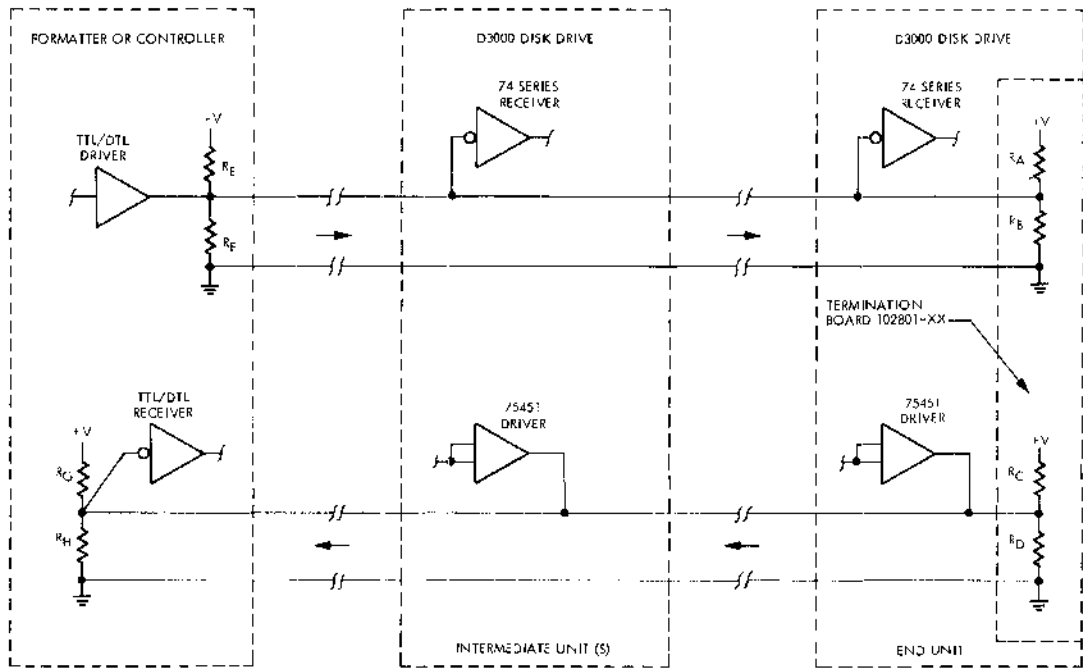 FORMATTER OR CONTROLLER
D3000 DISK DRIVE
D3000 DISK DRIVE
74 SERIES
RECEIVER
74 SERIES
RECEIVER
+V
+V
TTL/DTL
DRIVER
RE
RA
RF
RB
TERMINATION
BOARD 102801-XX
TTL/DTL
RECEIVER
75451
DRIVER
75451
DRIVER
+V
+V
RG
RC
RH
RD
INTERMEDIATE UNIT (S)
END UNIT